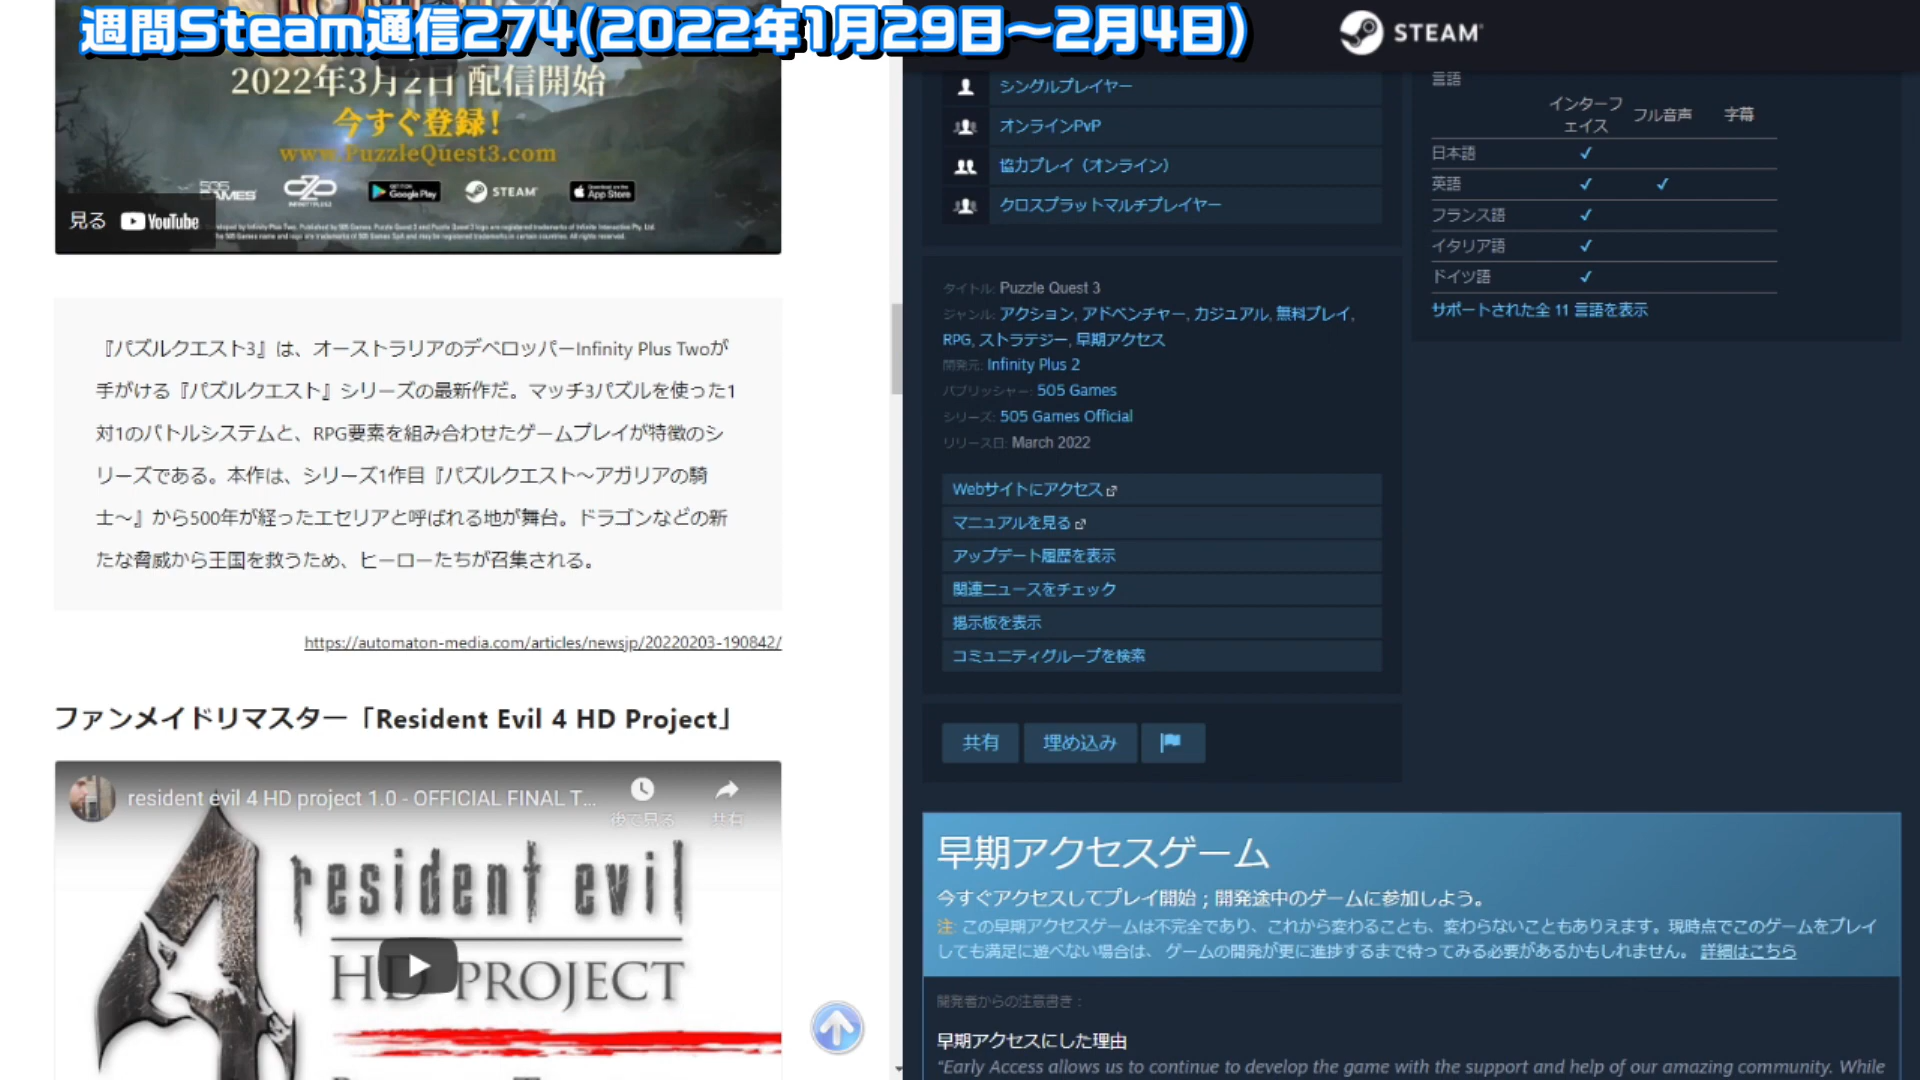 週間Steam通信274(2022年1月29日～2月4日)
2022年3月2日 配信開始
今すぐ登録!
www.PuzzleQuest3.com
505 GAMES
INFINITY PLUS 2
GET IT ON Google Play
STEAM
Download on the App Store
見る YouTube
『パズルクエスト3』は、オーストラリアのデベロッパーInfinity Plus Twoが
手がける『パズルクエスト』シリーズの最新作だ。マッチ3パズルを使った1
対1のバトルシステムと、RPG要素を組み合わせたゲームプレイが特徴のシ
リーズである。本作は、シリーズ1作目『パズルクエスト～アガリアの騎
士～』から500年が経ったエセリアと呼ばれる地が舞台。ドラゴンなどの新
たな脅威から王国を救うため、ヒーローたちが召集される。
https://automaton-media.com/articles/newsjp/20220203-190842/
ファンメイドリマスター「Resident Evil 4 HD Project」
resident evil 4 HD project 1.0 - OFFICIAL FINAL T...
後で見る
共有
4 resident evil
HD PROJECT
STEAM
シングルプレイヤー
オンラインPvP
協力プレイ（オンライン）
クロスプラットマルチプレイヤー
タイトル: Puzzle Quest 3
ジャンル: アクション, アドベンチャー, カジュアル, 無料プレイ,
RPG, ストラテジー, 早期アクセス
開発元: Infinity Plus 2
パブリッシャー: 505 Games
シリーズ: 505 Games Official
リリース日: March 2022
Webサイトにアクセス
マニュアルを見る
アップデート履歴を表示
関連ニュースをチェック
掲示板を表示
コミュニティグループを検索
共有 埋め込み
言語
インターフェイス フル音声 字幕
日本語 ✓
英語 ✓ ✓
フランス語 ✓
イタリア語 ✓
ドイツ語 ✓
サポートされた全 11 言語を表示
早期アクセスゲーム
今すぐアクセスしてプレイ開始；開発途中のゲームに参加しよう。
注: この早期アクセスゲームは不完全であり、これから変わることも、変わらないこともありえます。現時点でこのゲームをプレイ
しても満足に遊べない場合は、 ゲームの開発が更に進捗するまで待ってみる必要があるかもしれません。 詳細はこちら
開発者からの注意書き：
早期アクセスにした理由
“Early Access allows us to continue to develop the game with the support and help of our amazing community. While